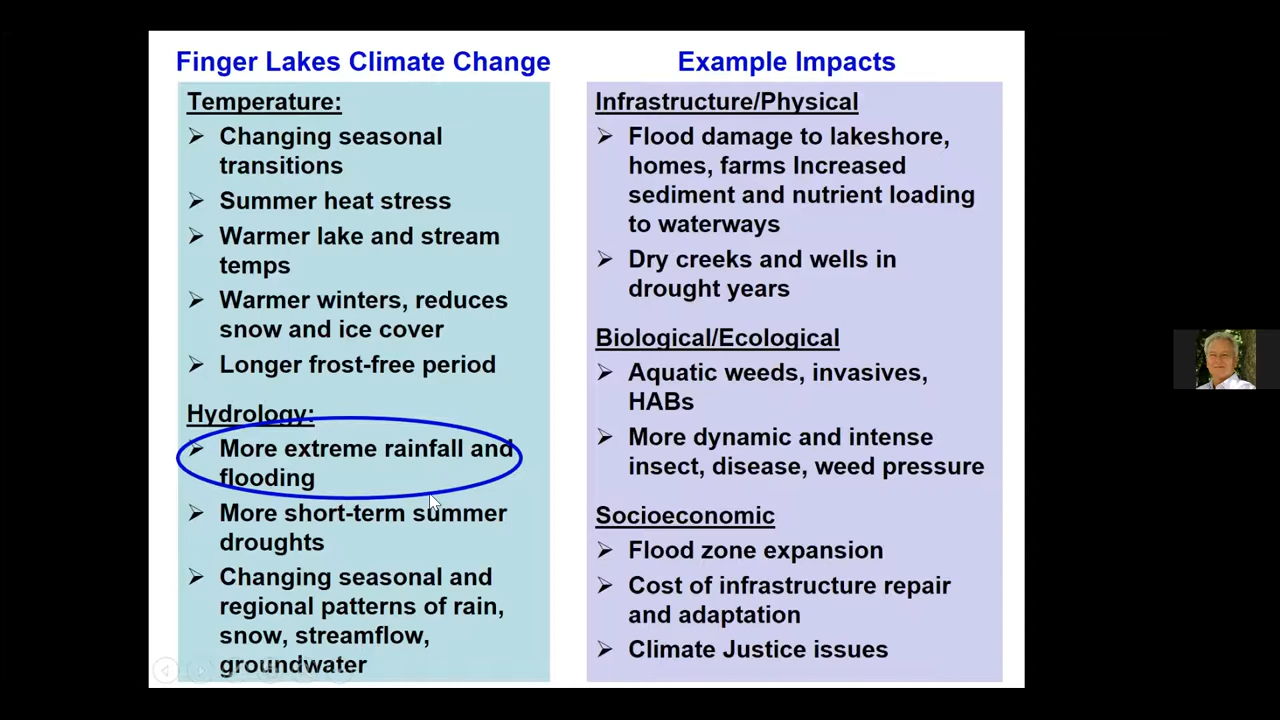 Finger Lakes Climate Change
Temperature:
Changing seasonal
transitions
Summer heat stress
Warmer lake and stream
temps
Warmer winters, reduces
snow and ice cover
Longer frost-free period
Hydrology:
More extreme rainfall and
flooding
More short-term summer
droughts
Changing seasonal and
regional patterns of rain,
snow, streamflow,
groundwater
Example Impacts
Infrastructure/Physical
Flood damage to lakeshore,
homes, farms Increased
sediment and nutrient loading
to waterways
Dry creeks and wells in
drought years
Biological/Ecological
Aquatic weeds, invasives,
HABs
More dynamic and intense
insect, disease, weed pressure
Socioeconomic
Flood zone expansion
Cost of infrastructure repair
and adaptation
Climate Justice issues